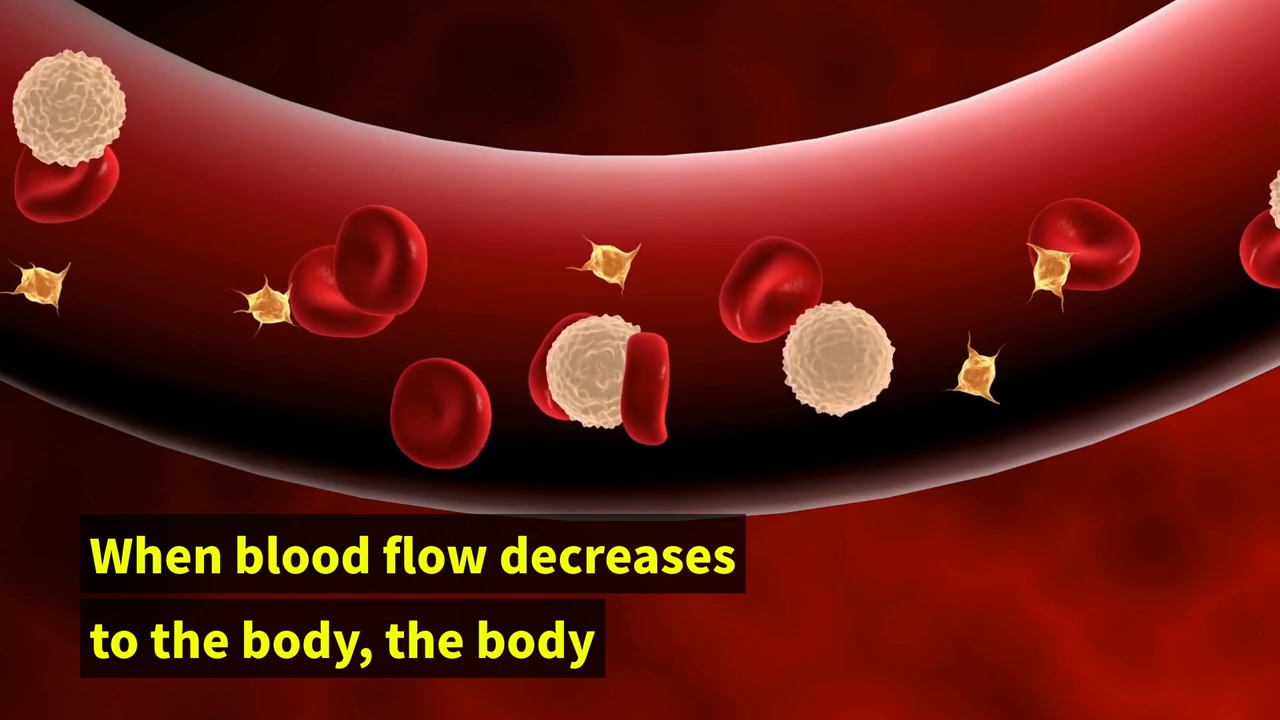 When blood flow decreases
to the body, the body